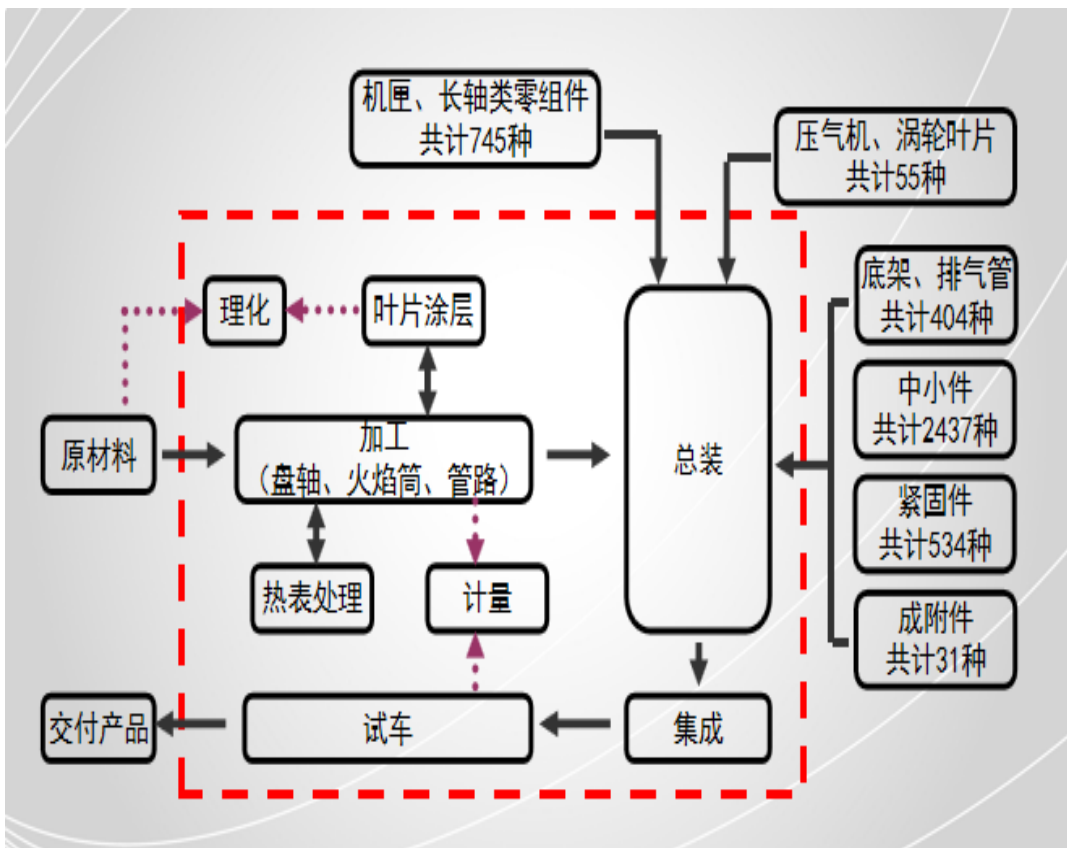 机匣、长轴类零组件
共计745种
压气机、涡轮叶片
共计55种
底架、排气管
共计404种
理化
叶片涂层
中小件
共计2437种
原材料
加工
（盘轴、火焰筒、管路）
总装
紧固件
共计534种
热表处理
计量
成附件
共计31种
交付产品
试车
集成